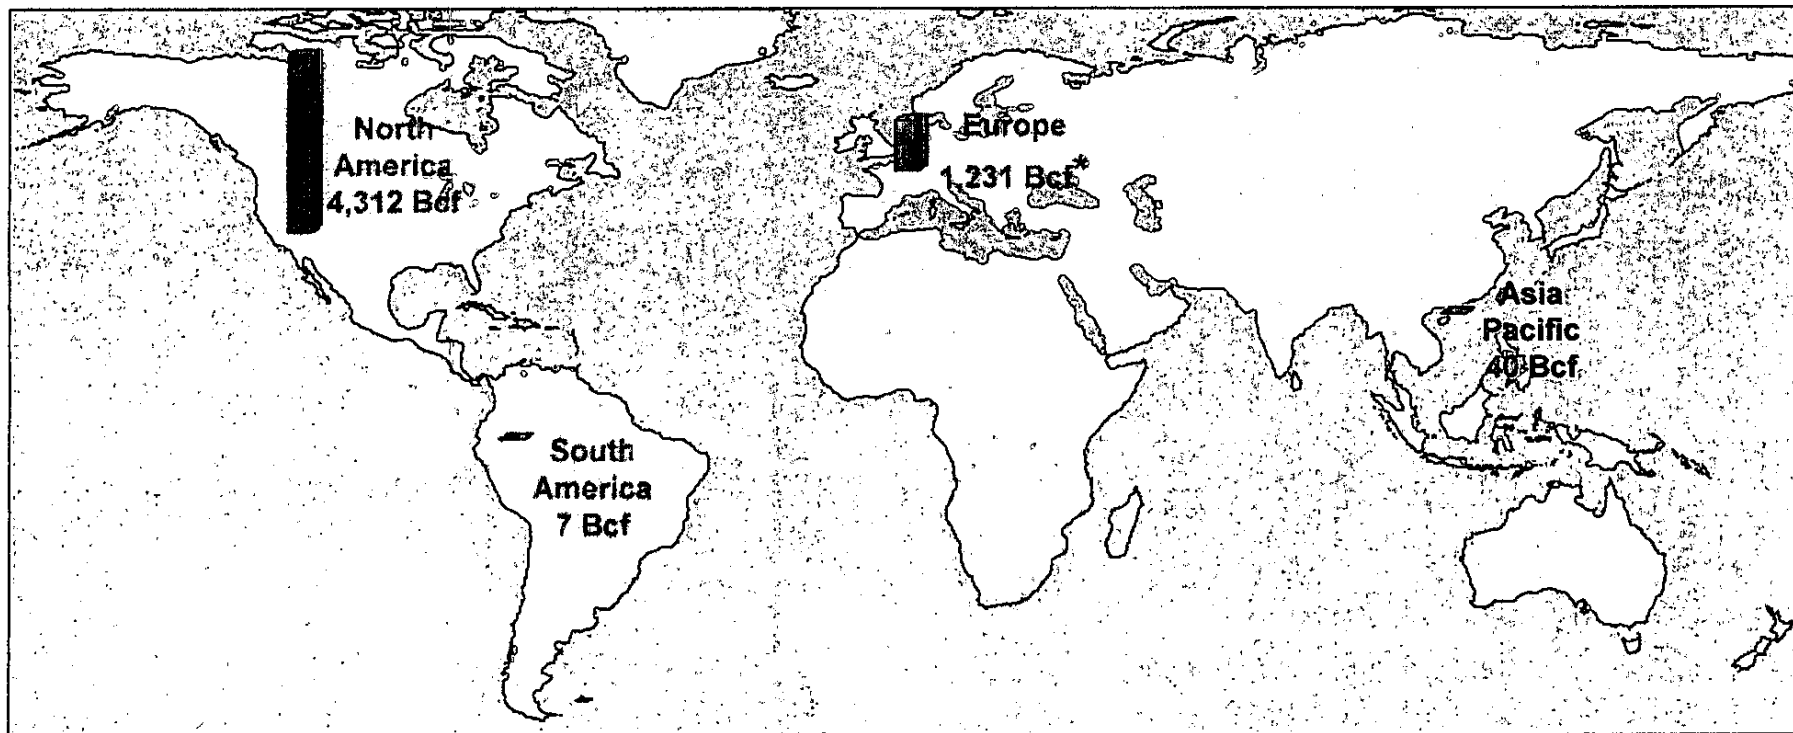 North
America
4,312 Bcf
Europe
1,231 Bcf*
Asia
Pacific
40 Bcf
South
America
7 Bcf